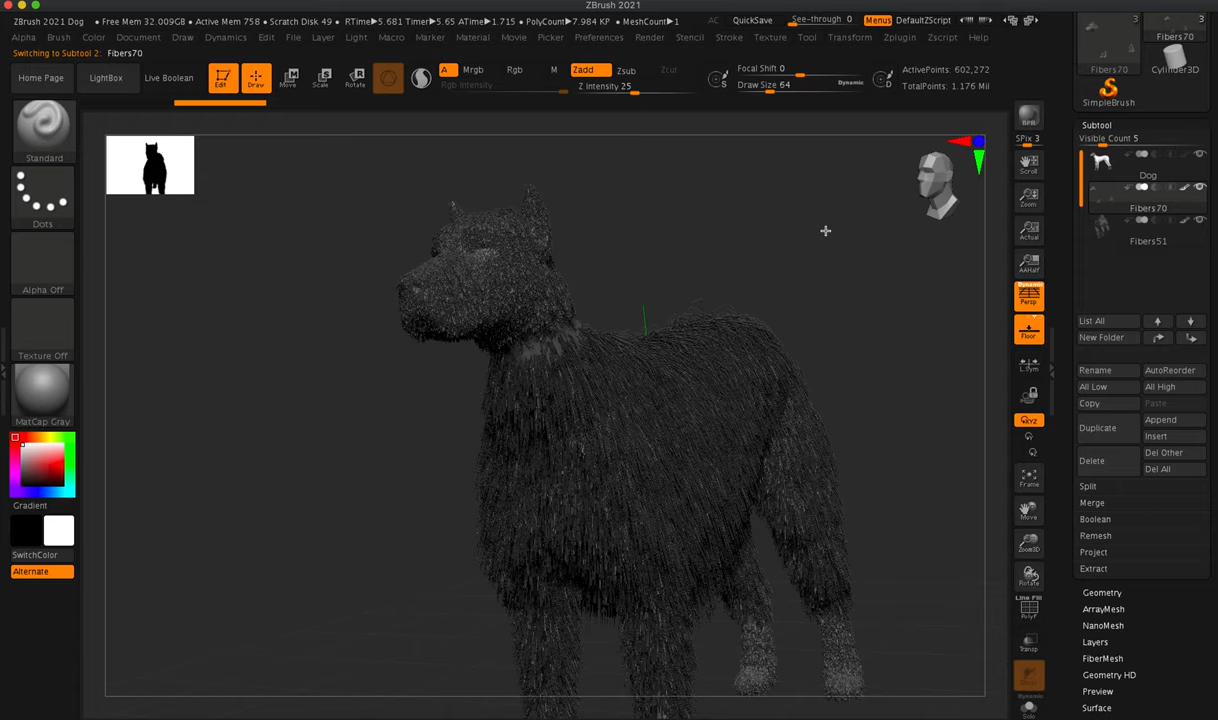 ZBrush 2021
ZBrush 2021 Dog • Free Mem 32.009GB • Active Mem 758 • Scratch Disk 49 • RTime▶5.681 Timer▶5.65 ATime▶1.715 • PolyCount▶7.984 KP • MeshCount▶1 AC QuickSave See-through 0 Menus DefaultZScript
Alpha Brush Color Document Draw Dynamics Edit File Layer Light Macro Marker Material Movie Picker Preferences Render Stencil Stroke Texture Tool Transform Zplugin Zscript Help
Switching to Subtool 2: Fibers70
Home Page LightBox Live Boolean Edit Draw Move Scale Rotate A Mrgb Rgb M Zadd Zsub Zcut Focal Shift 0 ActivePoints: 602,272
Rgb Intensity Z Intensity 25 S Draw Size 64 Dynamic D TotalPoints: 1.176 Mil
Standard
Dots
Alpha Off
Texture Off
MatCap Gray
Gradient
SwitchColor
Alternate
BPR
SPix 3
Scroll
Zoom
Actual
AAHalf
Dynamic
Persp
Floor
L.Sym
XYZ
Frame
Move
Zoom3D
Rotate
Line Fill
PolyF
Transp
Dynamic
Solo
3 3
Fibers70
Fibers70 Cylinder3D
SimpleBrush
Subtool
Visible Count 5
Dog
Fibers70
Fibers51
List All
New Folder
Rename AutoReorder
All Low All High
Copy Paste
Duplicate Append
Insert
Delete Del Other
Del All
Split
Merge
Boolean
Remesh
Project
Extract
Geometry
ArrayMesh
NanoMesh
Layers
FiberMesh
Geometry HD
Preview
Surface